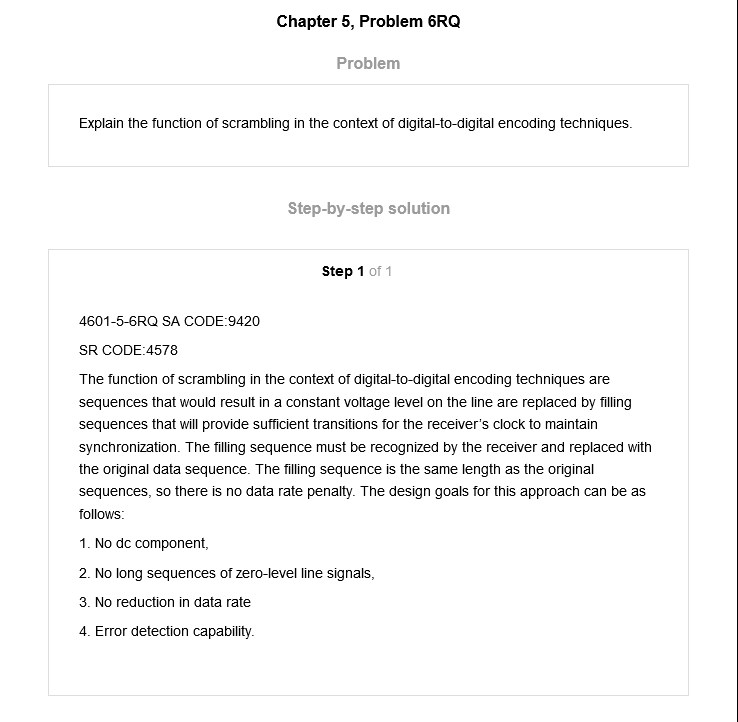 Chapter 5, Problem 6RQ
Problem
Explain the function of scrambling in the context of digital-to-digital encoding techniques.
Step-by-step solution
Step 1 of 1
4601-5-6RQ SA CODE:9420
SR CODE:4578
The function of scrambling in the context of digital-to-digital encoding techniques are
sequences that would result in a constant voltage level on the line are replaced by filling
sequences that will provide sufficient transitions for the receiver's clock to maintain
synchronization. The filling sequence must be recognized by the receiver and replaced with
the original data sequence. The filling sequence is the same length as the original
sequences, so there is no data rate penalty. The design goals for this approach can be as
follows:
1. No dc component,
2. No long sequences of zero-level line signals,
3. No reduction in data rate
4. Error detection capability.